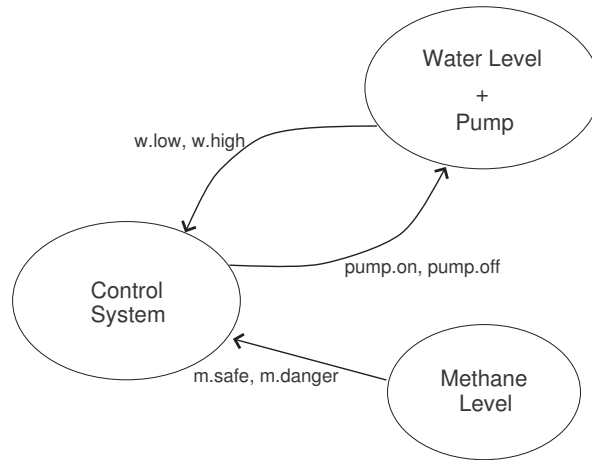 Water Level
+
Pump
w.low, w.high
pump.on, pump.off
Control
System
m.safe, m.danger
Methane
Level